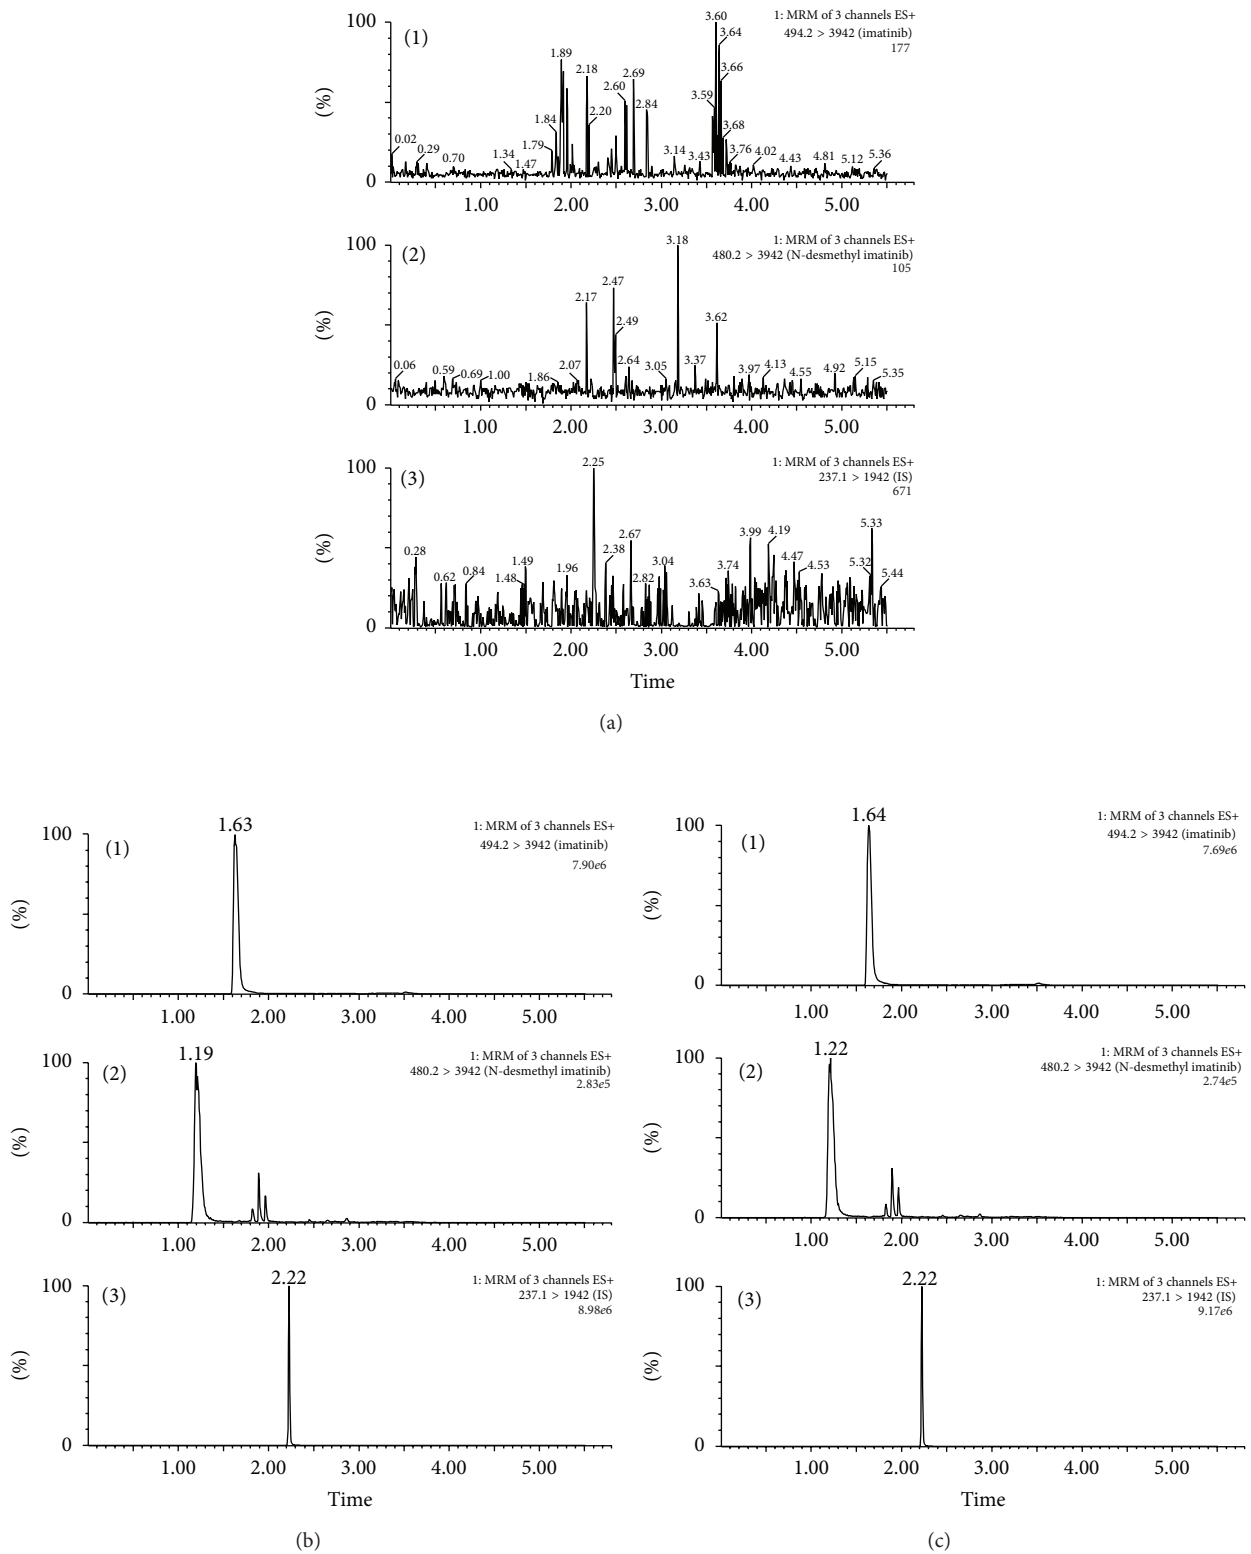 (1)
1: MRM of 3 channels ES+
494.2 > 3942 (imatinib)
177
100
0
(%)
0.02
0.29
0.70
1.34
1.47
1.79
1.84
1.89
2.18
2.20
2.60
2.69
2.84
3.14
3.43
3.59
3.60
3.64
3.66
3.68
3.76
4.02
4.43
4.81
5.12
5.36
1.00 2.00 3.00 4.00 5.00
(2)
1: MRM of 3 channels ES+
480.2 > 3942 (N-desmethyl imatinib)
105
100
0
(%)
0.06
0.59
0.69
1.00
1.86
2.07
2.17
2.47
2.49
2.64
3.05
3.18
3.37
3.62
3.97
4.13
4.55
4.92
5.15
5.35
1.00 2.00 3.00 4.00 5.00
(3)
1: MRM of 3 channels ES+
237.1 > 1942 (IS)
671
100
0
(%)
0.28
0.62
0.84
1.48
1.49
1.96
2.25
2.38
2.67
2.82
3.04
3.63
3.74
3.99
4.19
4.47
4.53
5.32
5.33
5.44
1.00 2.00 3.00 4.00 5.00
Time
(a)
(1)
1.63
1: MRM of 3 channels ES+
494.2 > 3942 (imatinib)
7.90e6
100
0
(%)
1.00 2.00 3.00 4.00 5.00
(2)
1.19
1: MRM of 3 channels ES+
480.2 > 3942 (N-desmethyl imatinib)
2.83e5
100
0
(%)
1.00 2.00 3.00 4.00 5.00
(3)
2.22
1: MRM of 3 channels ES+
237.1 > 1942 (IS)
8.98e6
100
0
(%)
1.00 2.00 3.00 4.00 5.00
Time
(b)
(1)
1.64
1: MRM of 3 channels ES+
494.2 > 3942 (imatinib)
7.69e6
100
0
(%)
1.00 2.00 3.00 4.00 5.00
(2)
1.22
1: MRM of 3 channels ES+
480.2 > 3942 (N-desmethyl imatinib)
2.74e5
100
0
(%)
1.00 2.00 3.00 4.00 5.00
(3)
2.22
1: MRM of 3 channels ES+
237.1 > 1942 (IS)
9.17e6
100
0
(%)
1.00 2.00 3.00 4.00 5.00
Time
(c)